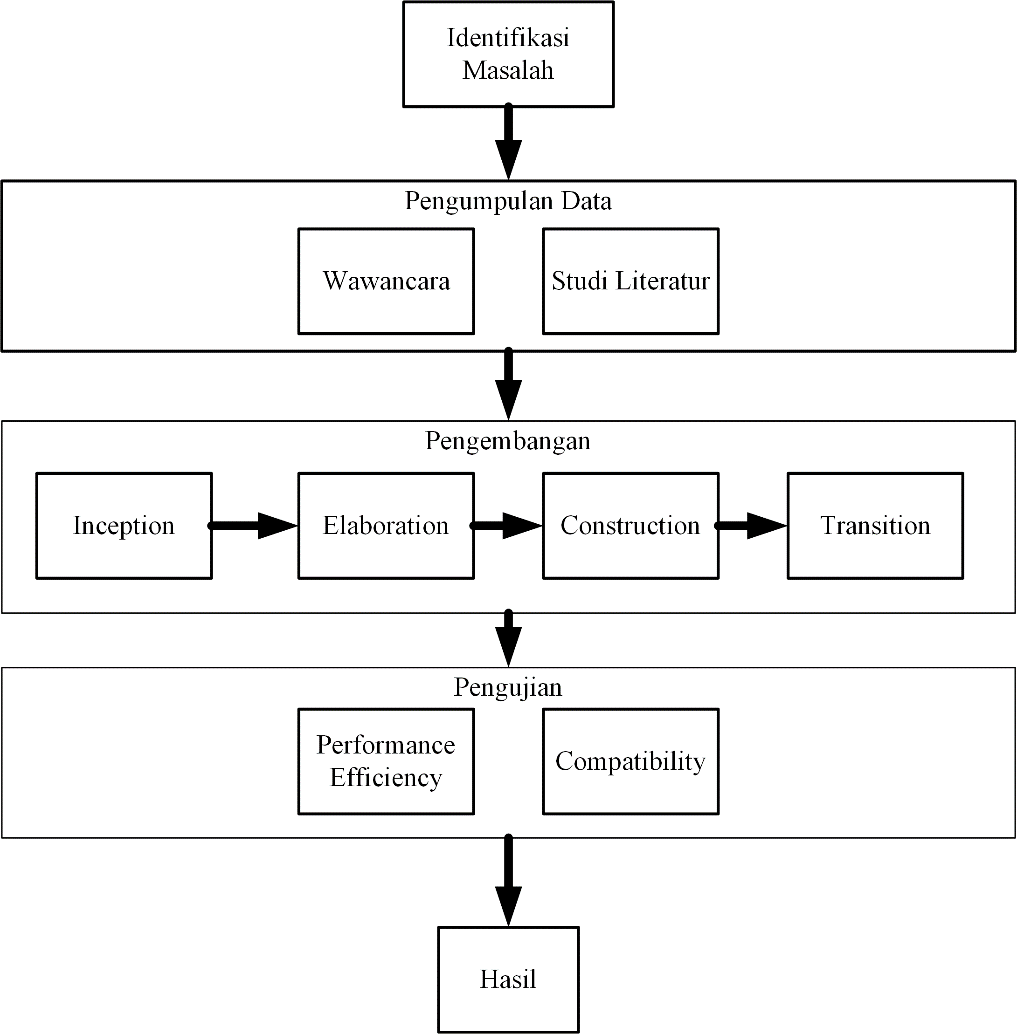 Identifikasi
Masalah
Pengumpulan Data
Wawancara
Studi Literatur
Pengembangan
Inception
Elaboration
Construction
Transition
Pengujian
Performance
Efficiency
Compatibility
Hasil